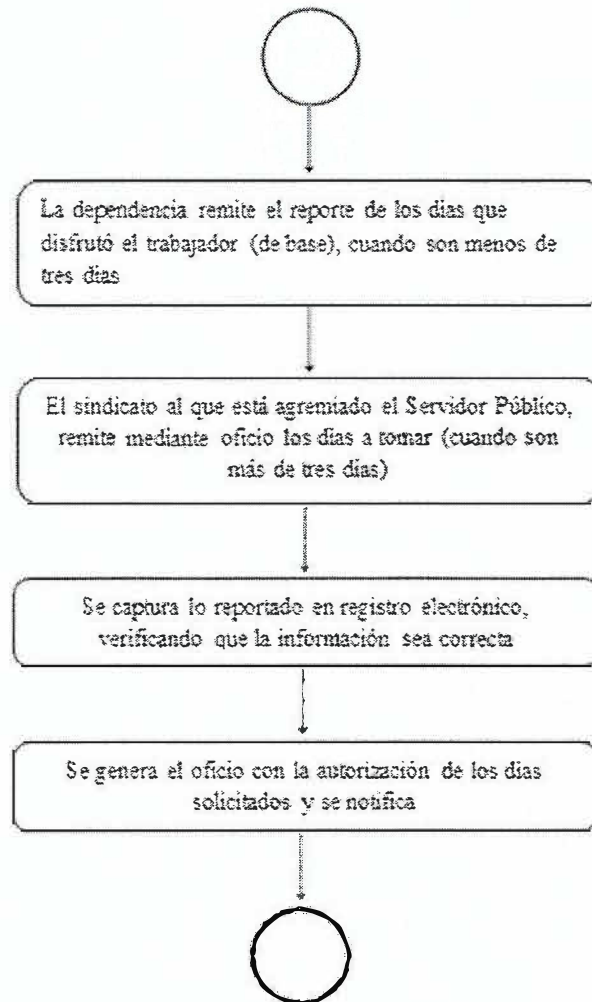 La dependencia remite el reporte de los dias que
disfrutó el trabajador (de base), cuando son menos de
tres dias
El sindicato al que está agremiado el Servidor Público,
remite mediante oficio los días a tomar (cuando son
más de tres días)
Se captura lo reportado en registro electrónico,
verificando que la información sea correcta
Se genera el oficio con la autorización de los dias
solicitados y se notifica